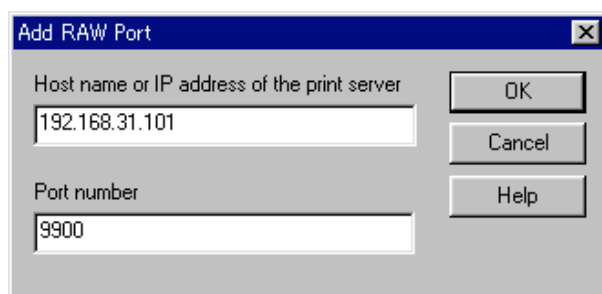 Add RAW Port
Host name or IP address of the print server
192.168.31.101
Port number
9900
OK
Cancel
Help